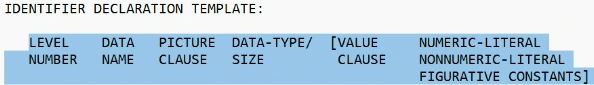 IDENTIFIER DECLARATION TEMPLATE:
LEVEL DATA PICTURE DATA-TYPE/ [VALUE NUMERIC-LITERAL
NUMBER NAME CLAUSE SIZE CLAUSE NONNUMERIC-LITERAL
FIGURATIVE CONSTANTS]